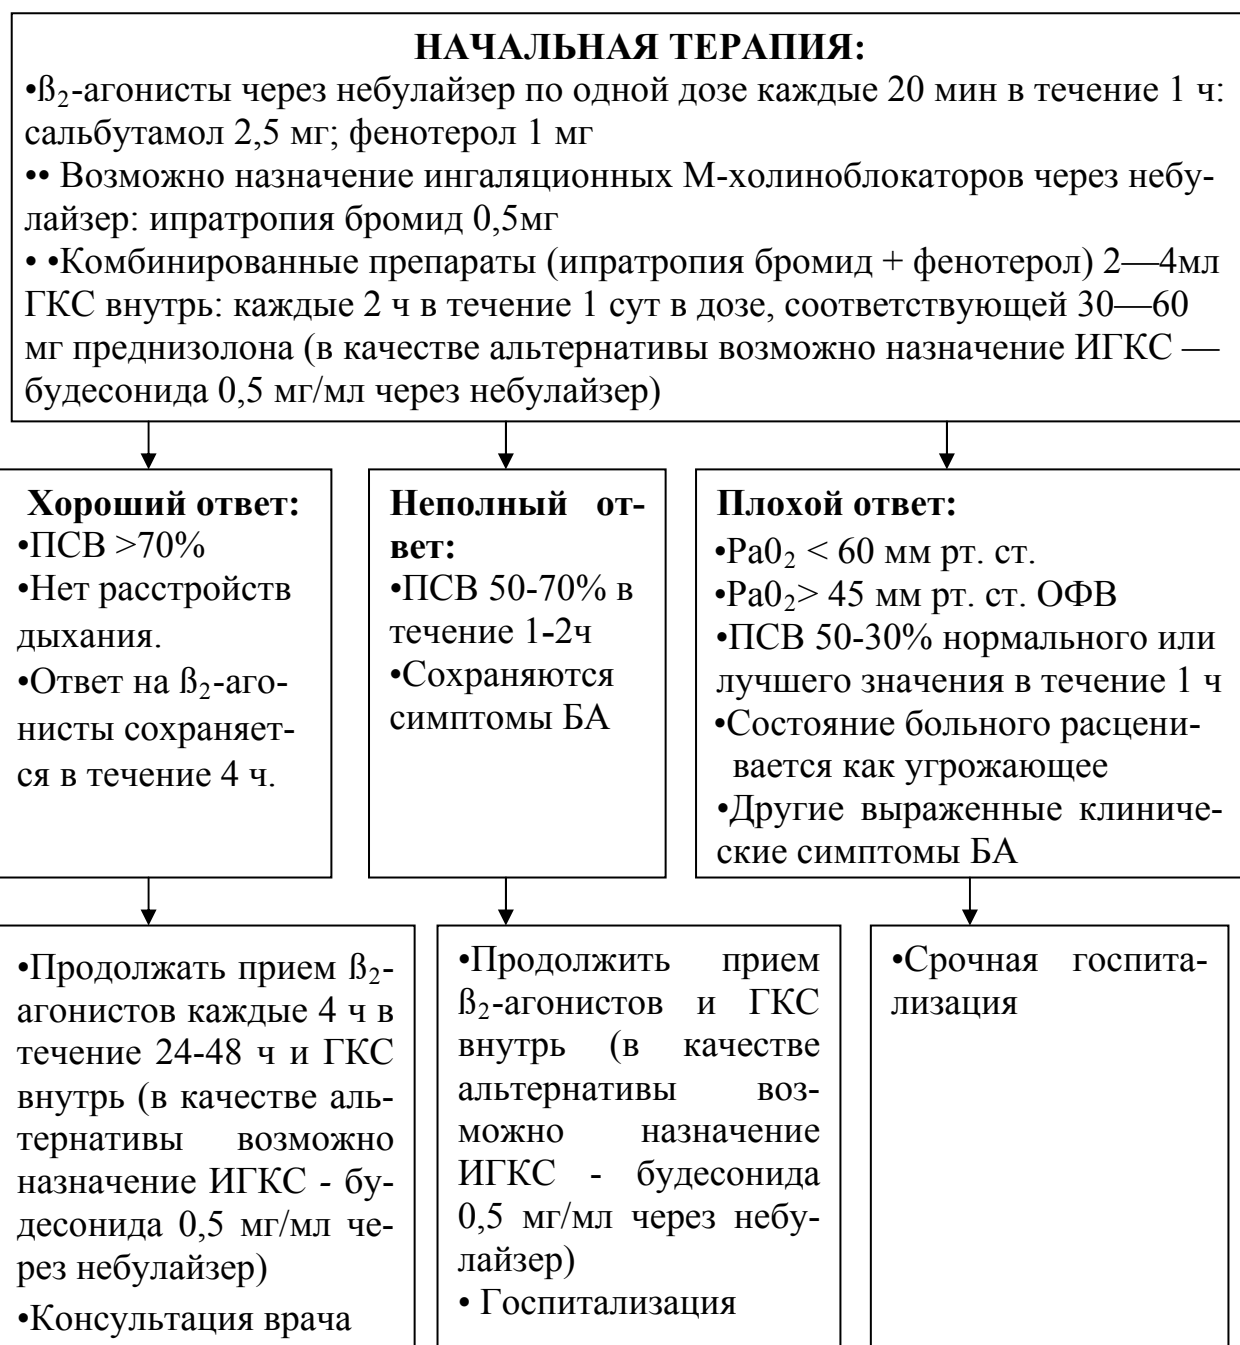 НАЧАЛЬНАЯ ТЕРАПИЯ:
•ß₂-агонисты через небулайзер по одной дозе каждые 20 мин в течение 1 ч:
сальбутамол 2,5 мг; фенотерол 1 мг
•• Возможно назначение ингаляционных М-холиноблокаторов через небу-
лайзер: ипратропия бромид 0,5мг
• •Комбинированные препараты (ипратропия бромид + фенотерол) 2—4мл
ГКС внутрь: каждые 2 ч в течение 1 сут в дозе, соответствующей 30—60
мг преднизолона (в качестве альтернативы возможно назначение ИГКС —
будесонида 0,5 мг/мл через небулайзер)
Хороший ответ:
•ПСВ >70%
•Нет расстройств
дыхания.
•Ответ на ß₂-аго-
нисты сохраняет-
ся в течение 4 ч.
Неполный от-
вет:
•ПСВ 50-70% в
течение 1-2ч
•Сохраняются
симптомы БА
Плохой ответ:
•Ра0₂ < 60 мм рт. ст.
•Ра0₂> 45 мм рт. ст. ОФВ
•ПСВ 50-30% нормального или
лучшего значения в течение 1 ч
•Состояние больного расцени-
вается как угрожающее
•Другие выраженные клиниче-
ские симптомы БА
•Продолжать прием ß₂-
агонистов каждые 4 ч в
течение 24-48 ч и ГКС
внутрь (в качестве аль-
тернативы возможно
назначение ИГКС - бу-
десонида 0,5 мг/мл че-
рез небулайзер)
•Консультация врача
•Продолжить прием
ß₂-агонистов и ГКС
внутрь (в качестве
альтернативы воз-
можно назначение
ИГКС - будесонида
0,5 мг/мл через небу-
лайзер)
• Госпитализация
•Срочная госпита-
лизация